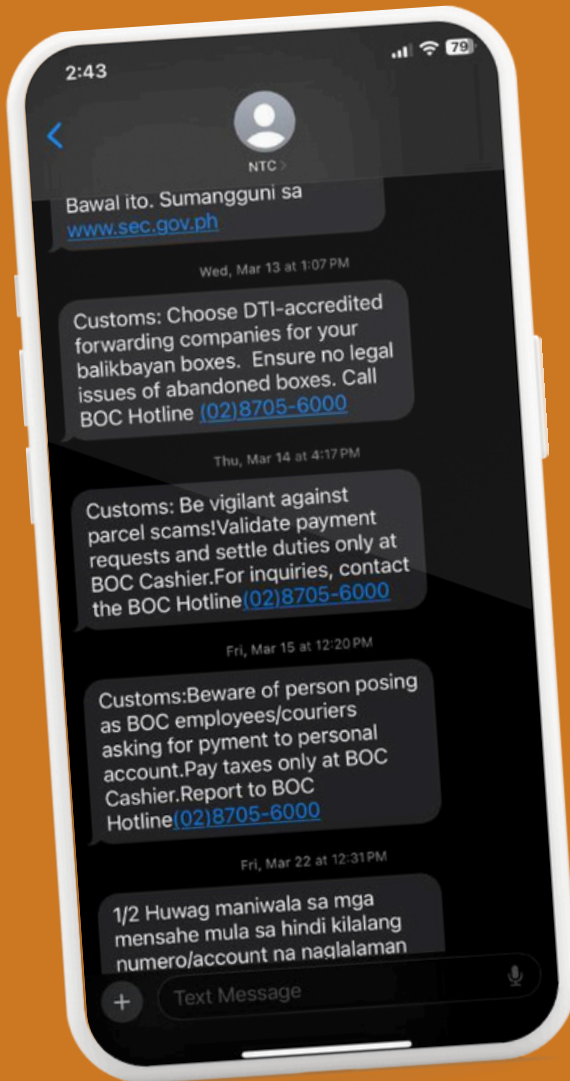 2:43
79
NTC
Bawal ito. Sumangguni sa
www.sec.gov.ph
Wed, Mar 13 at 1:07 PM
Customs: Choose DTI-accredited
forwarding companies for your
balikbayan boxes.  Ensure no legal
issues of abandoned boxes. Call
BOC Hotline (02)8705-6000
Thu, Mar 14 at 4:17 PM
Customs: Be vigilant against
parcel scams!Validate payment
requests and settle duties only at
BOC Cashier.For inquiries, contact
the BOC Hotline(02)8705-6000
Fri, Mar 15 at 12:20 PM
Customs:Beware of person posing
as BOC employees/couriers
asking for pyment to personal
account.Pay taxes only at BOC
Cashier.Report to BOC
Hotline(02)8705-6000
Fri, Mar 22 at 12:31 PM
1/2 Huwag maniwala sa mga
mensahe mula sa hindi kilalang
numero/account na naglalaman
Text Message